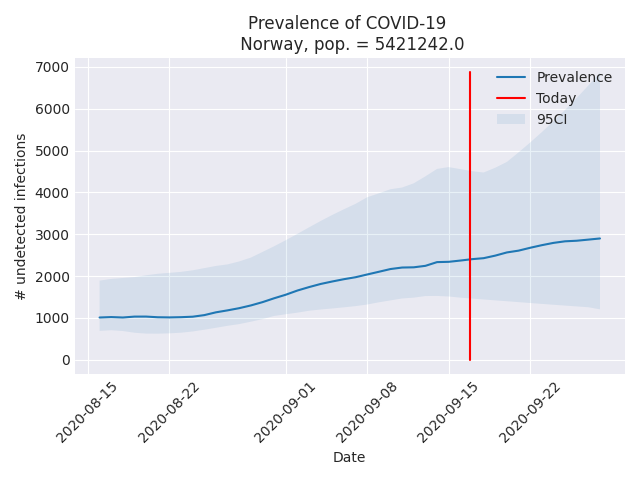 Prevalence of COVID-19
Norway, pop. = 5421242.0
# undetected infections
7000
6000
5000
4000
3000
2000
1000
0
Prevalence
Today
95CI
2020-08-15
2020-08-22
2020-09-01
2020-09-08
2020-09-15
2020-09-22
Date